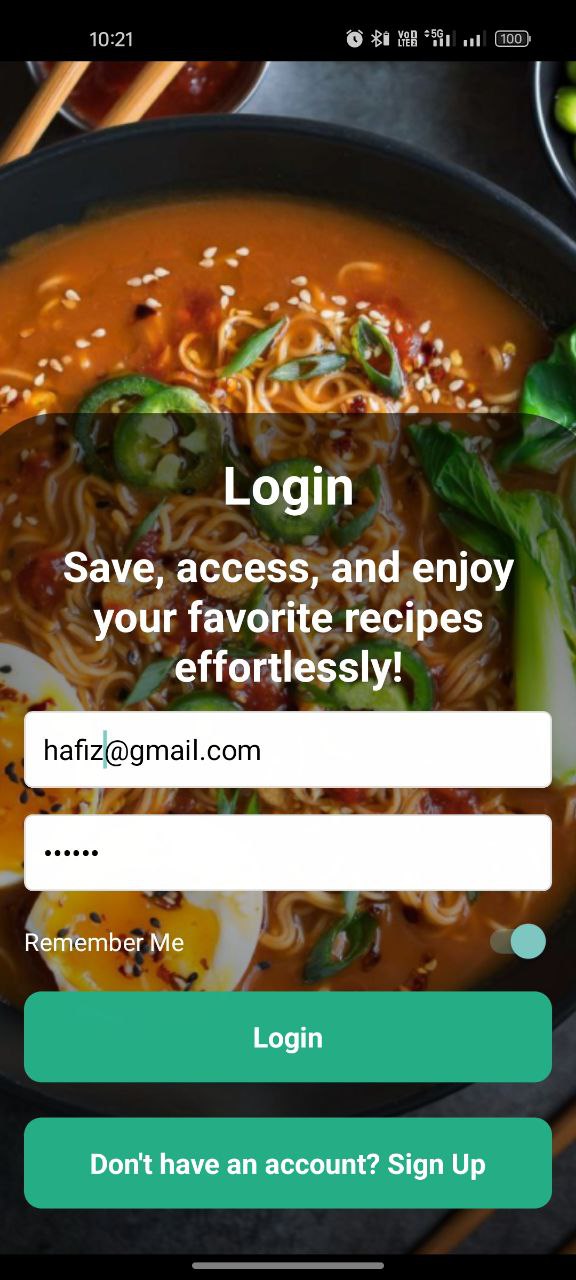 10:21
VoD 5G
LTE2 100
Login
Save, access, and enjoy
your favorite recipes
effortlessly!
hafiz@gmail.com
••••••
Remember Me
Login
Don't have an account? Sign Up